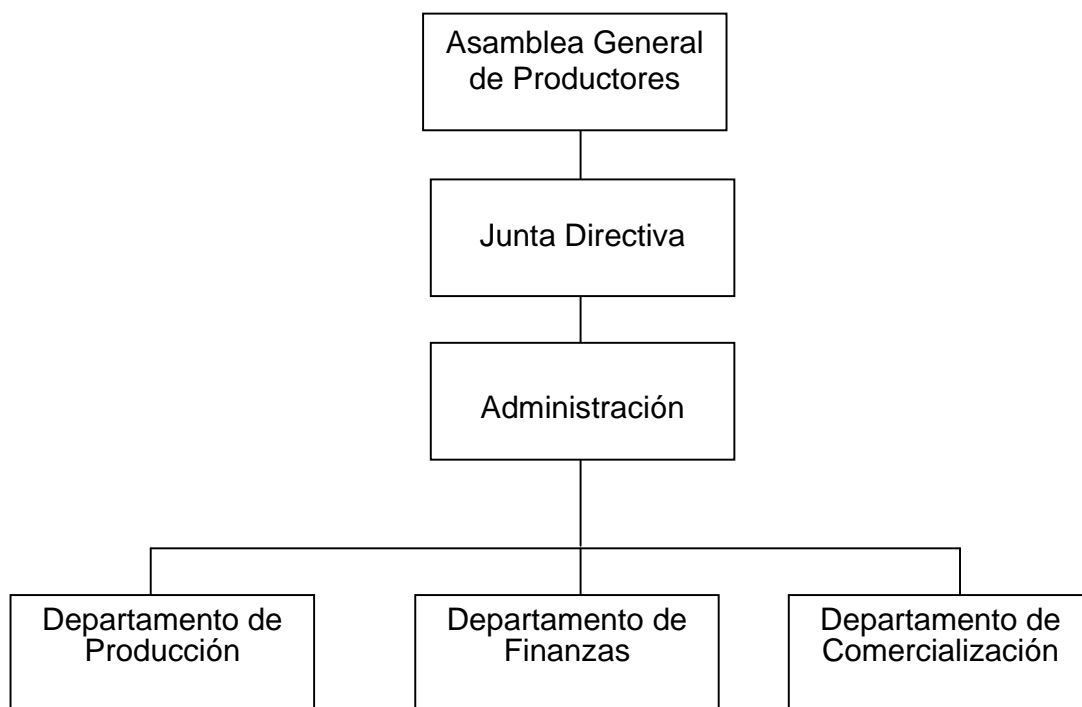 Asamblea General
de Productores
Junta Directiva
Administración
Departamento de
Producción
Departamento de
Finanzas
Departamento de
Comercialización